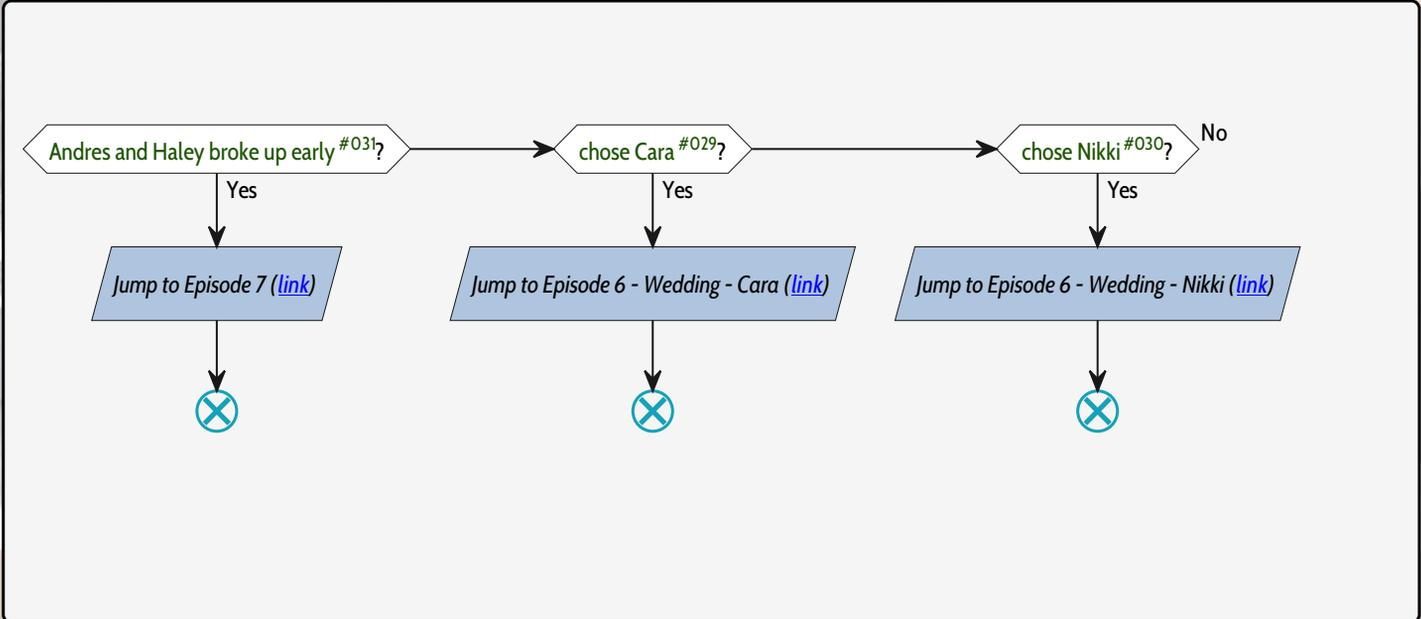 Andres and Haley broke up early #031?
chose Cara #029?
chose Nikki #030?
No
Yes
Yes
Yes
Jump to Episode 7 (link)
Jump to Episode 6 - Wedding - Cara (link)
Jump to Episode 6 - Wedding - Nikki (link)